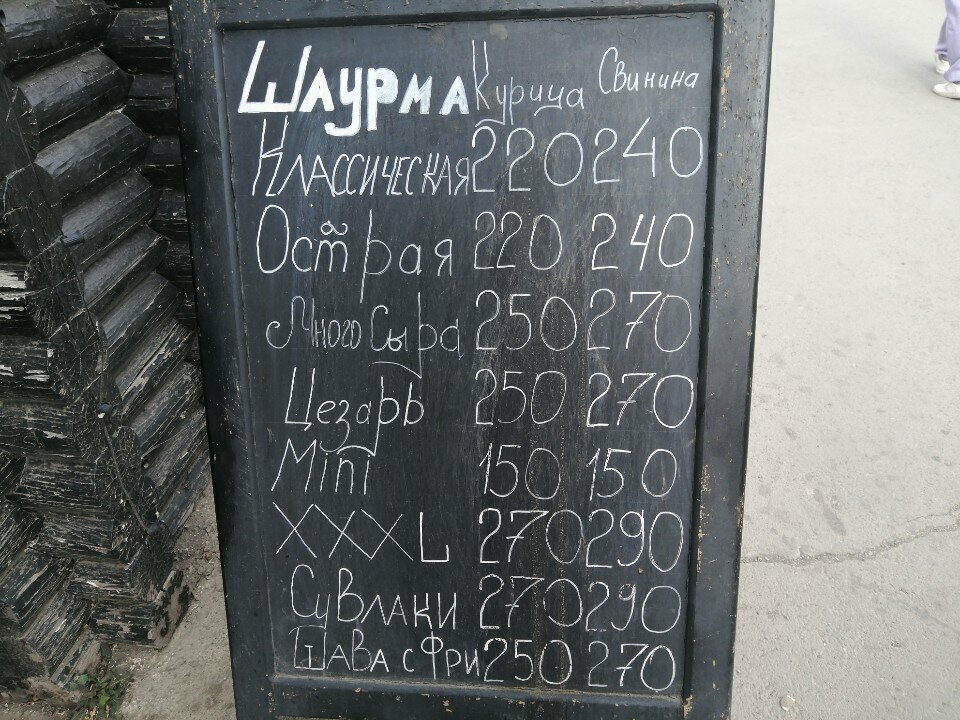 Шаурма Курица Свинина
Классическая 220 240
Острая 220 240
Много Сыра 250 270
Цезарь 250 270
Mini 150 150
XXXL 270 290
Сувлаки 270 290
Шава с Фри 250 270